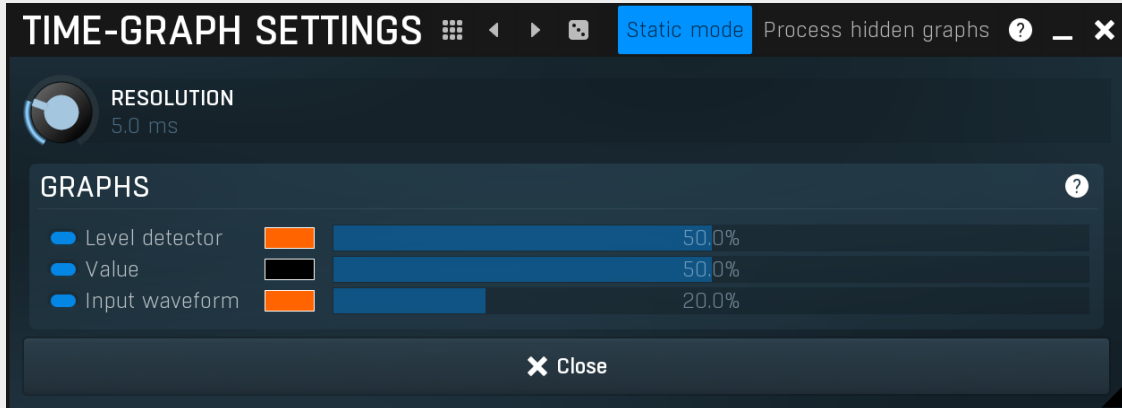 TIME-GRAPH SETTINGS Static mode Process hidden graphs ?
RESOLUTION
5.0 ms
GRAPHS ?
Level detector 50.0%
Value 50.0%
Input waveform 20.0%
Close